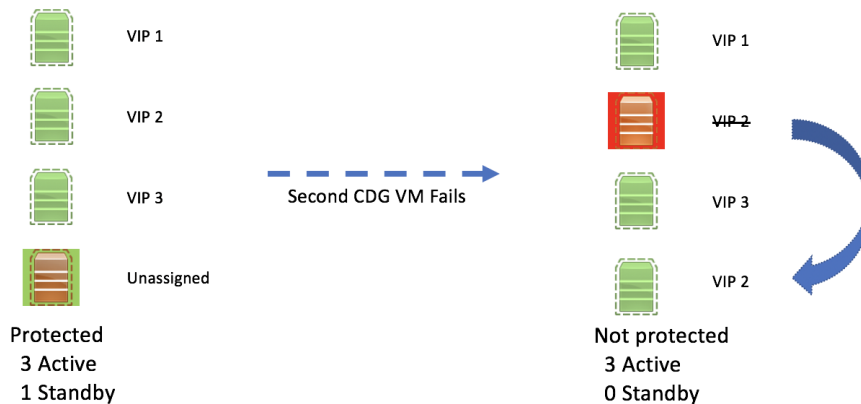 VIP 1
VIP 2
VIP 3
Unassigned
Protected
3 Active
1 Standby
Second CDG VM Fails
VIP 1
VIP 2
VIP 3
VIP 2
Not protected
3 Active
0 Standby